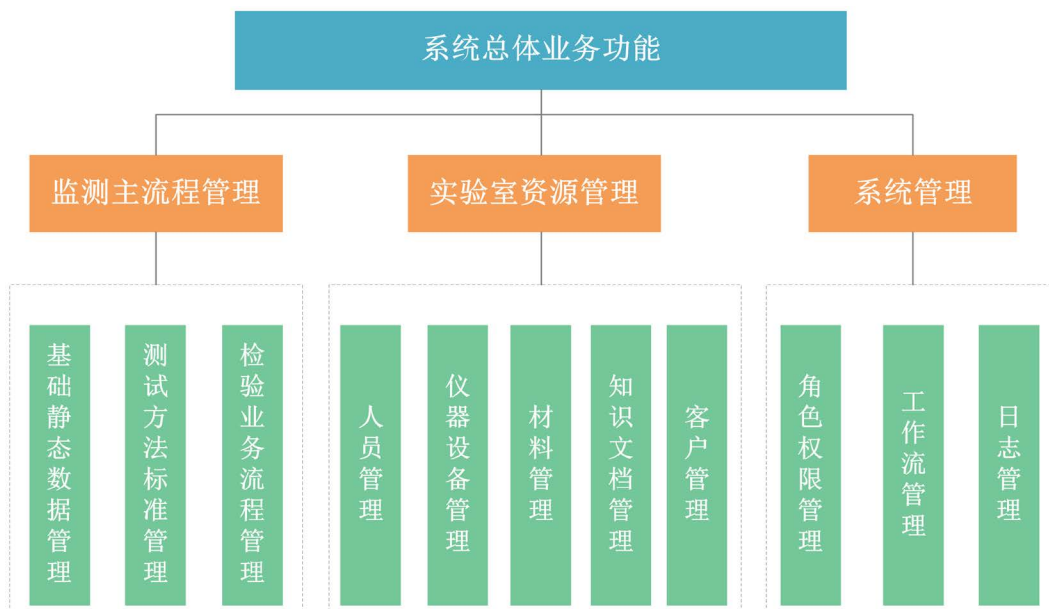 系统总体业务功能
监测主流程管理
实验室资源管理
系统管理
基础静态数据管理
测试方法标准管理
检验业务流程管理
人员管理
仪器设备管理
材料管理
知识文档管理
客户管理
角色权限管理
工作流管理
日志管理